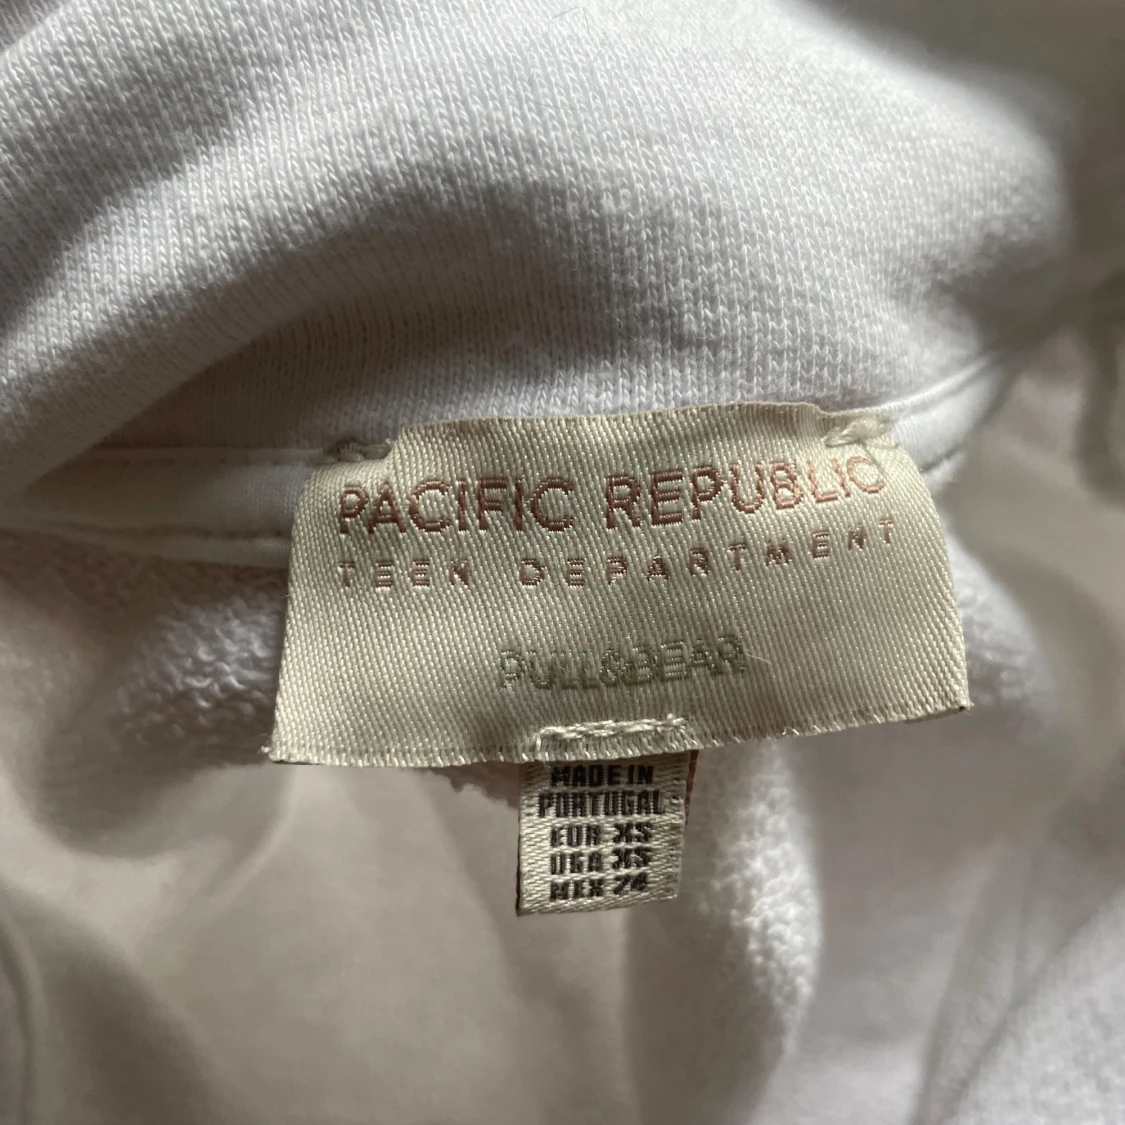 PACIFIC REPUBLIC
TEEN DEPARTMENT
PULL&BEAR
MADE IN
PORTUGAL
EUR XS
USA XS
MEX 24